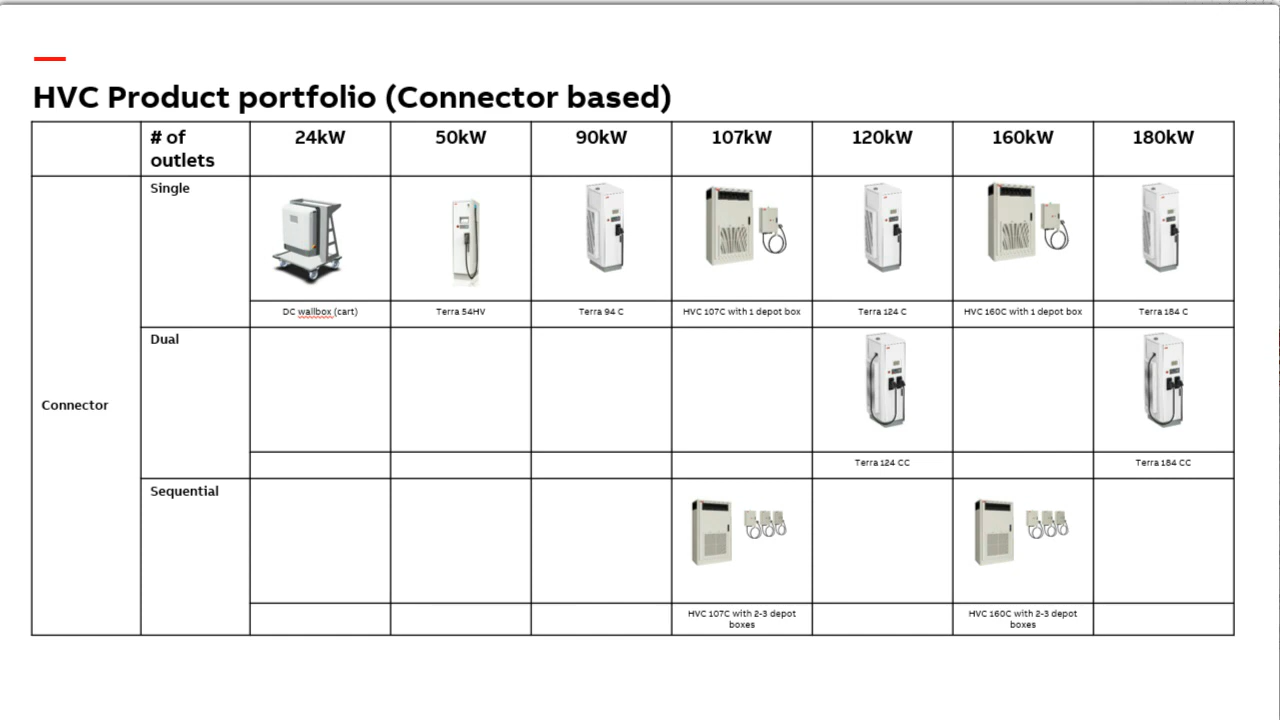 HVC Product portfolio (Connector based)
# of
outlets
24kW
50kW
90kW
107kW
120kW
160kW
180kW
Connector
Single
DC wallbox (cart)
Terra 54HV
Terra 94 C
HVC 107C with 1 depot box
Terra 124 C
HVC 160C with 1 depot box
Terra 184 C
Dual
Terra 124 CC
Terra 184 CC
Sequential
HVC 107C with 2-3 depot
boxes
HVC 160C with 2-3 depot
boxes